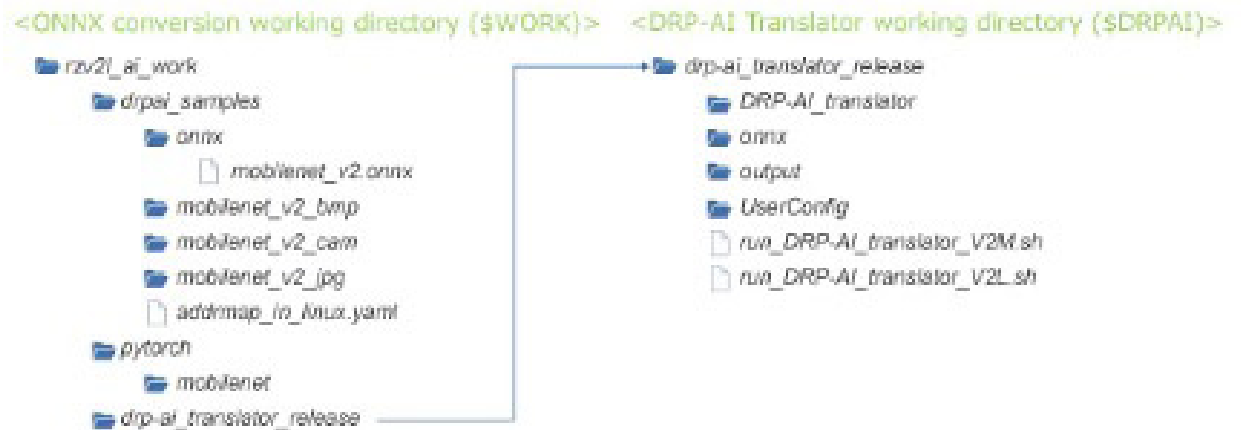 <ONNX conversion working directory ($WORK)>
rzv2l_ai_work
drpai_samples
onnx
mobilenet_v2.onnx
mobilenet_v2_bmp
mobilenet_v2_cam
mobilenet_v2_jpg
addrmap_in_linux.yaml
pytorch
mobilenet
drp-ai_translator_release
<DRP-AI Translator working directory ($DRPAI)>
drp-ai_translator_release
DRP-AI_translator
onnx
output
UserConfig
run_DRP-AI_translator_V2M.sh
run_DRP-AI_translator_V2L.sh